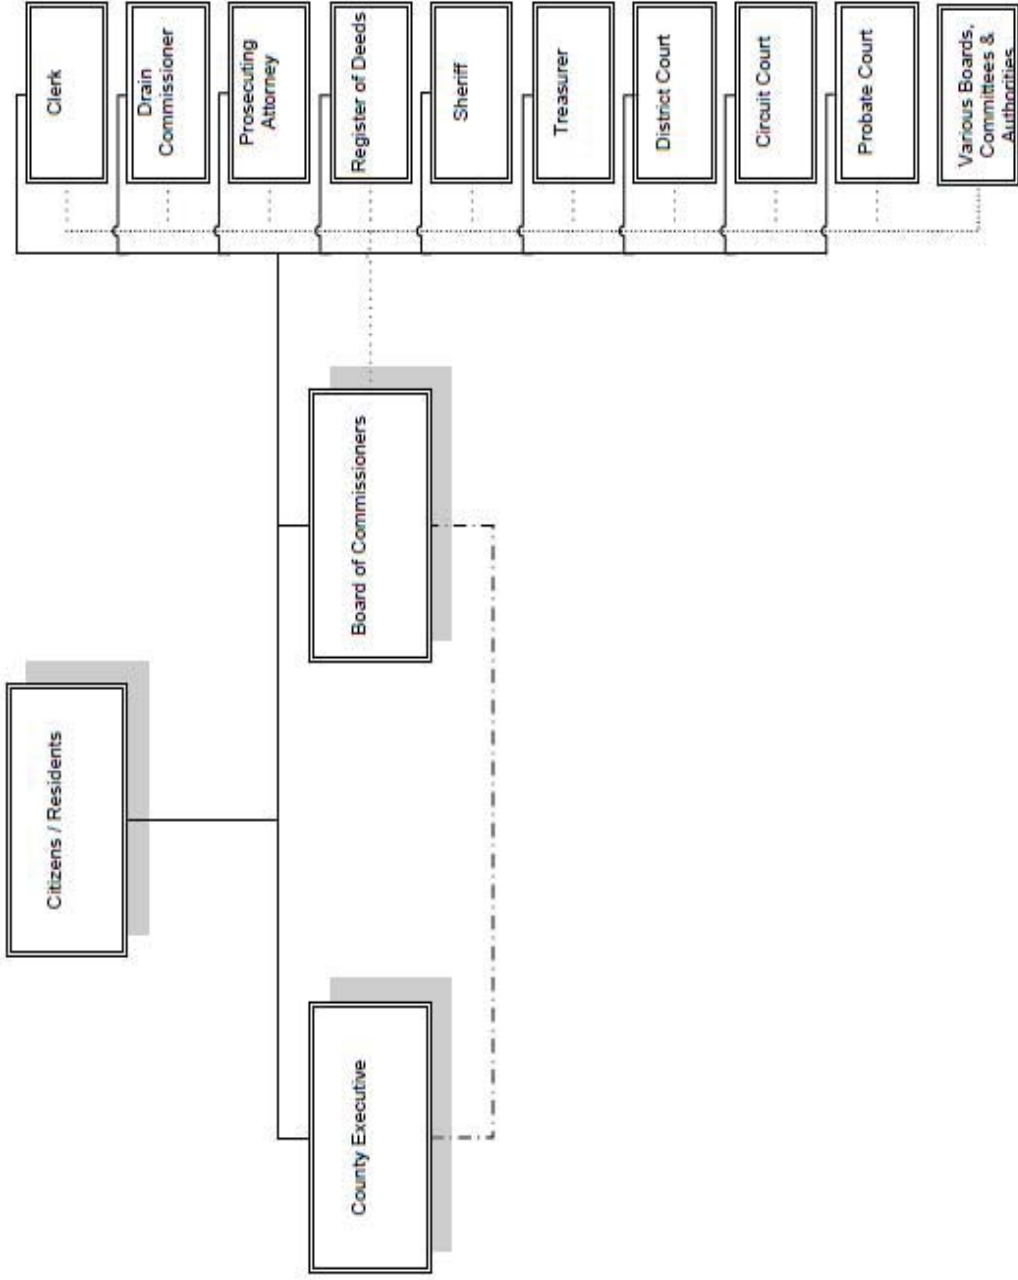 Citizens / Residents
County Executive
Board of Commissioners
Clerk
Drain
Commissioner
Prosecuting
Attorney
Register of Deeds
Sheriff
Treasurer
District Court
Circuit Court
Probate Court
Various Boards,
Committees &
Authorities